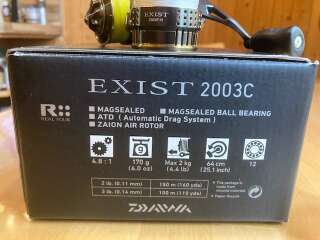 EXIST
EXIST 2003C
R
REAL FOUR
MAGSEALED
MAGSEALED BALL BEARING
ATD ( Automatic Drag System )
ZAION AIR ROTOR
4.8 : 1
170 g
(6.0 oz)
Max 2 kg
(4.4 lb)
64 cm
(25.1 inch)
12
2 lb. (0.11 mm)
150 m (160 yds)
3 lb. (0.14 mm)
100 m (110 yds)
DAIWA